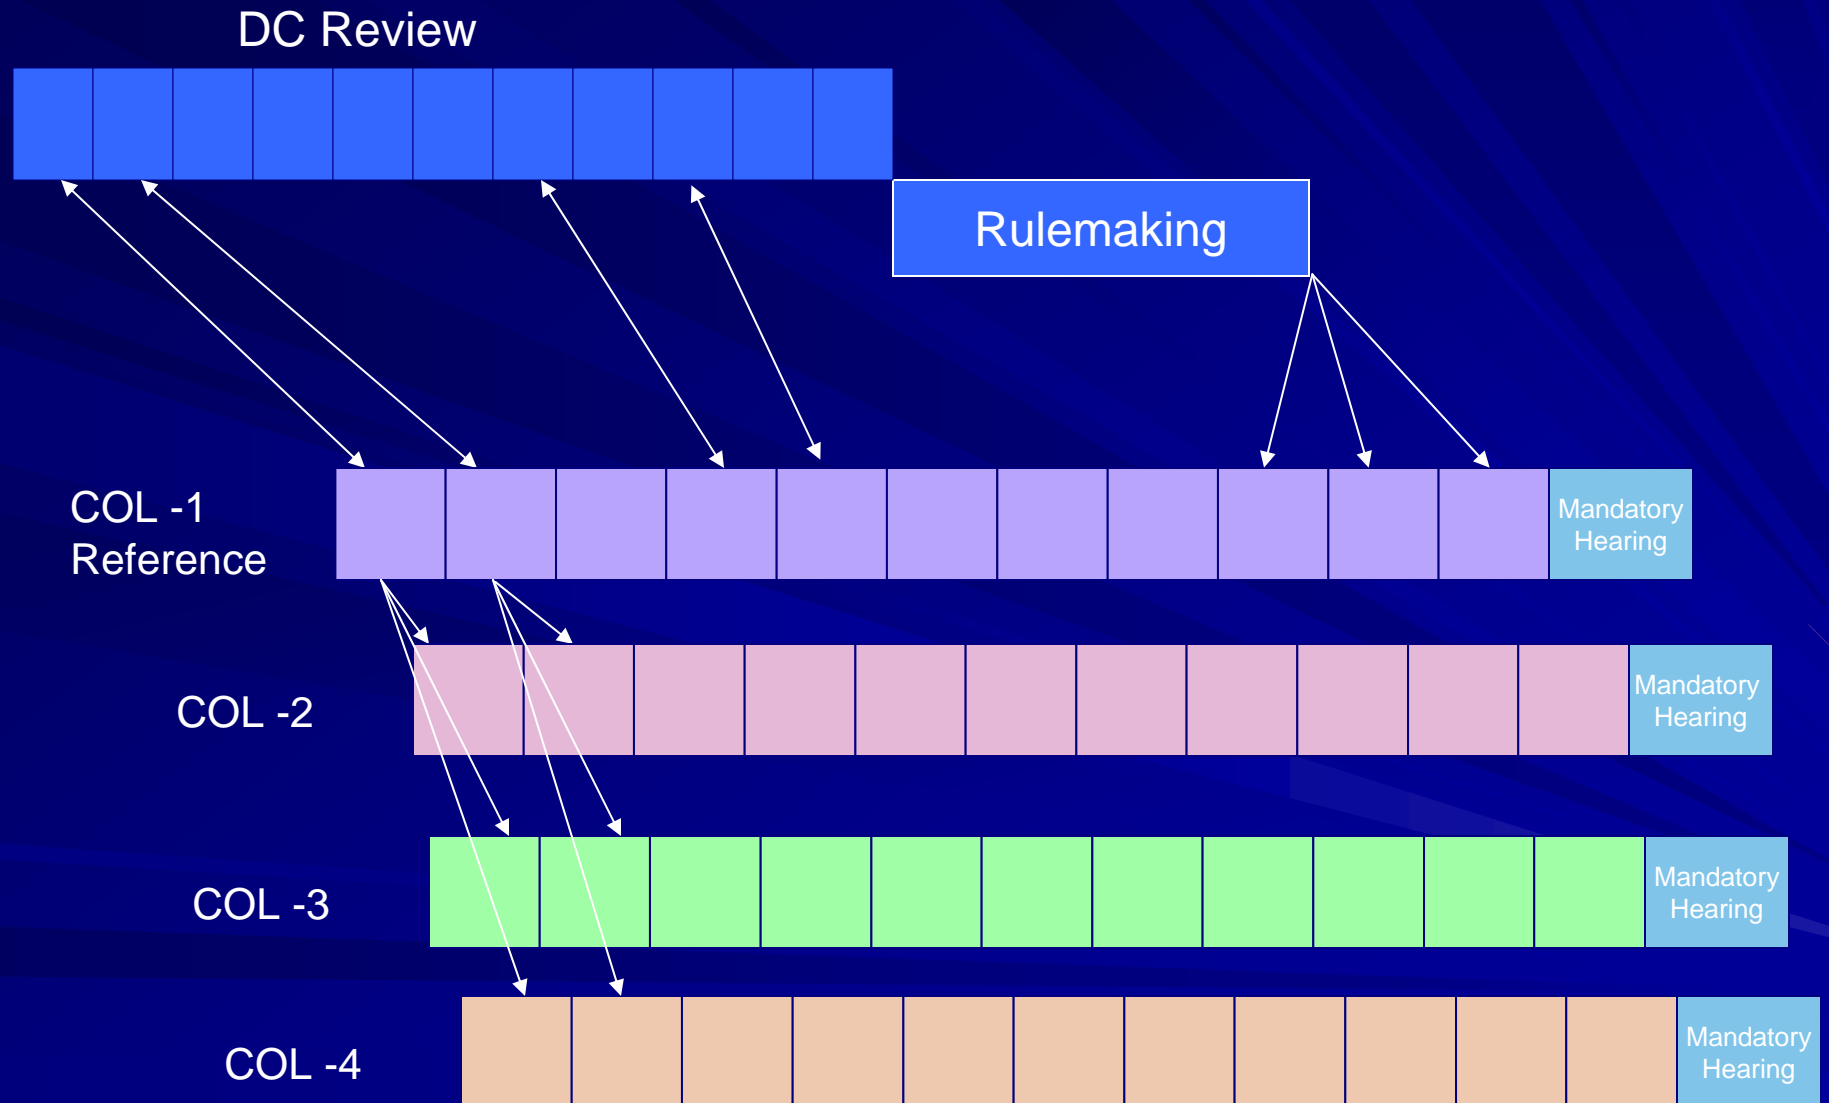 DC Review
Rulemaking
COL -1
Reference
Mandatory
Hearing
COL -2
Mandatory
Hearing
COL -3
Mandatory
Hearing
COL -4
Mandatory
Hearing